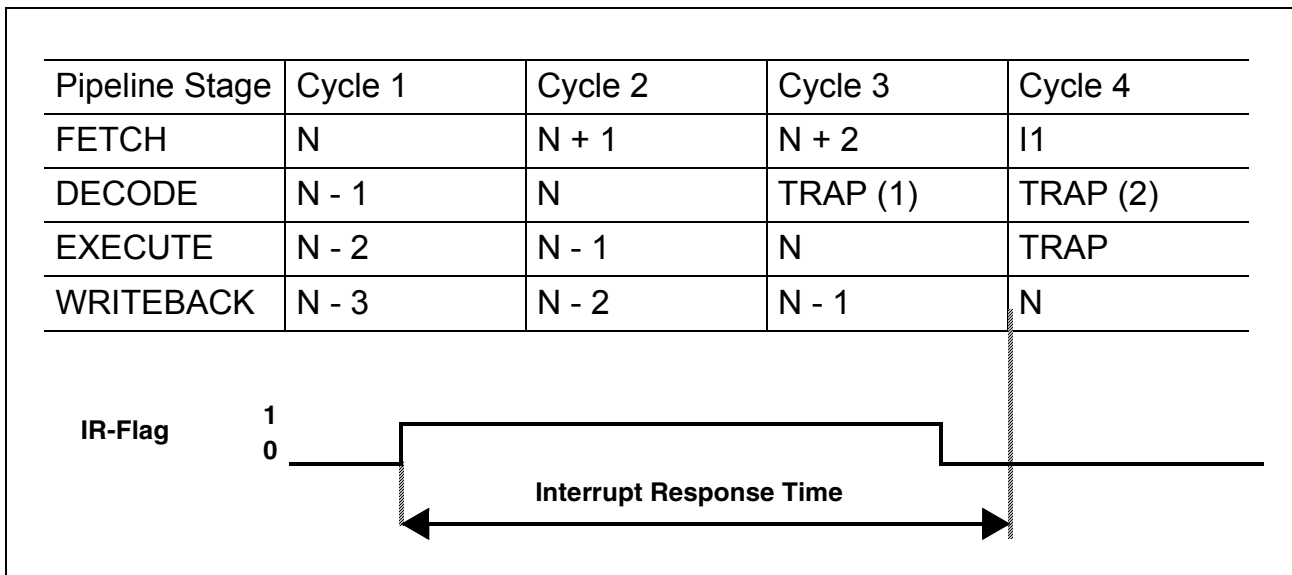 Pipeline Stage Cycle 1 Cycle 2 Cycle 3 Cycle 4
FETCH N N + 1 N + 2 I1
DECODE N - 1 N TRAP (1) TRAP (2)
EXECUTE N - 2 N - 1 N TRAP
WRITEBACK N - 3 N - 2 N - 1 N
1
IR-Flag
0
Interrupt Response Time